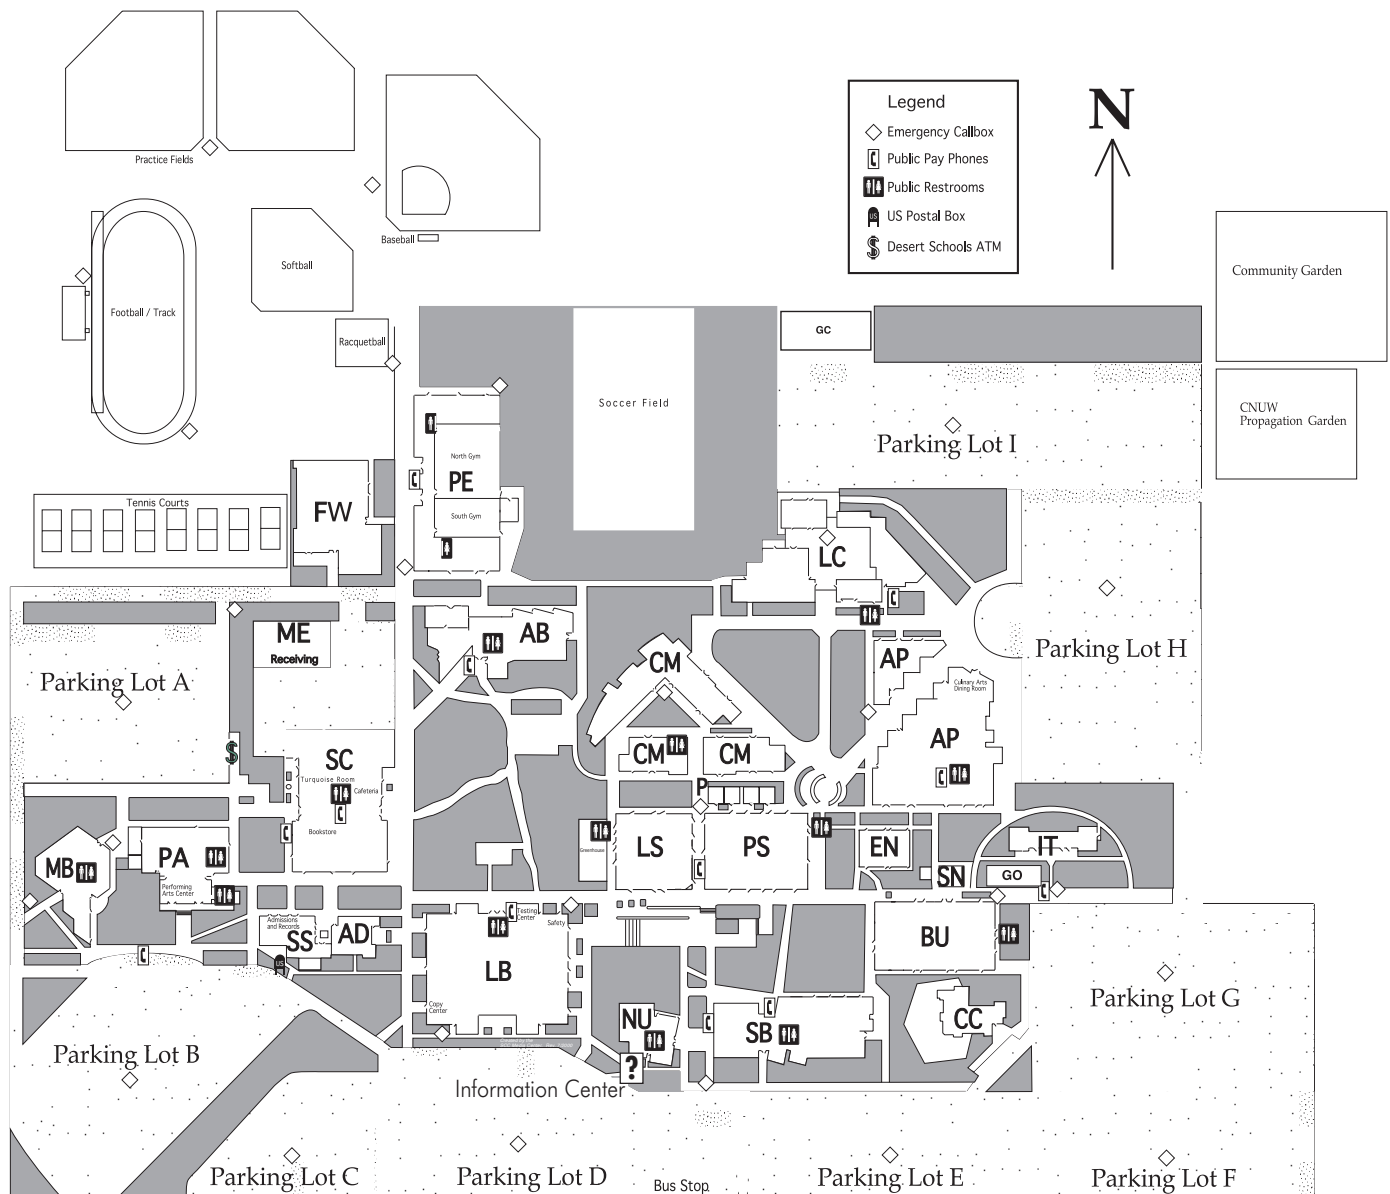 Legend
Emergency Callbox
Public Pay Phones
Public Restrooms
US
US Postal Box
Desert Schools ATM
N
Practice Fields
Baseball
Softball
Football / Track
Racquetball
Community Garden
CNUW
Propagation Garden
GC
Soccer Field
Parking Lot I
North Gym
PE
South Gym
FW
Tennis Courts
LC
ME
Receiving
AB
CM
AP
Culinary Arts
Dining Room
Parking Lot H
Parking Lot A
SC
Turquoise Room
Cafeteria
Bookstore
CM
CM
AP
P
MB
PA
Performing
Arts Center
Greenhouse
LS
PS
EN
IT
SN
GO
Admissions
and Records
SS
AD
US
Testing
Center
Safety
LB
Copy
Center
BU
NU
SB
CC
Parking Lot G
Parking Lot B
?
Information Center
Parking Lot C
Parking Lot D
Bus Stop
Parking Lot E
Parking Lot F